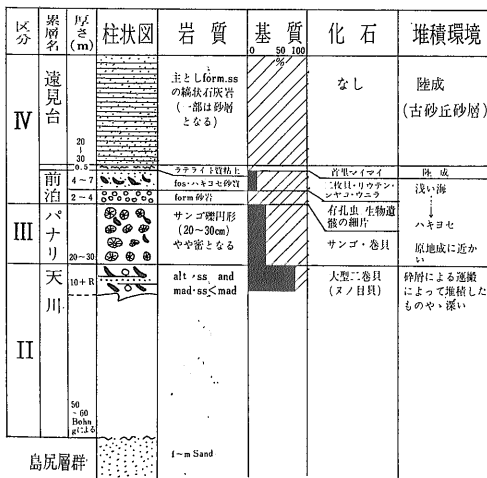 区分 累層名 厚さ(m) 柱状図 岩質 基質 化石 堆積環境
0 50 100
%
IV
遠見台
20
~
30
主としform.ss
の縞状石灰岩
(一部は砂層
となる)
なし
陸成
(古砂丘砂層)
0.5
ラテライト質粘土
首里マイマイ
陸成
前泊
4~7
fos・ハキヨセ砂質
二枚貝・リウテン・
シヤコ・ウニラ
浅い海
2~4
form砂岩
有孔虫 生物遺
骸の細片
ハキヨセ
III
パナリ
20~30
サンゴ礫円形
(20~30cm)
やや密となる
サンゴ・巻貝
原地成に近か
い
天川
10+R
alt・ss and
mad・ss<mad
大型二巻貝
(ヌノ目貝)
砕屑による運搬
によって堆積した
ものやゝ深い
II
50
~60
Bohn
gによる
島尻層群
f~m Sand